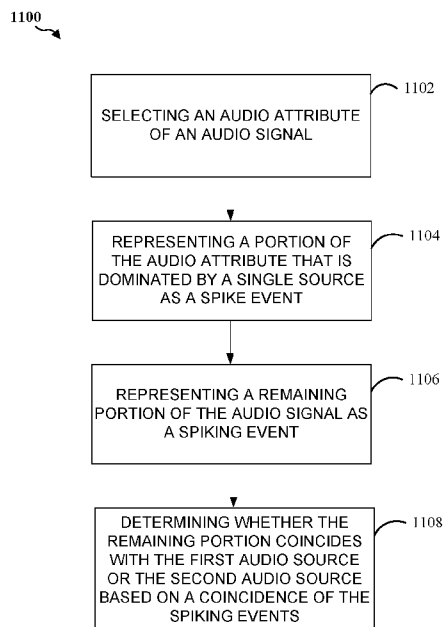 1100
1102
SELECTING AN AUDIO ATTRIBUTE
OF AN AUDIO SIGNAL
1104
REPRESENTING A PORTION OF
THE AUDIO ATTRIBUTE THAT IS
DOMINATED BY A SINGLE SOURCE
AS A SPIKE EVENT
1106
REPRESENTING A REMAINING
PORTION OF THE AUDIO SIGNAL AS
A SPIKING EVENT
1108
DETERMINING WHETHER THE
REMAINING PORTION COINCIDES
WITH THE FIRST AUDIO SOURCE
OR THE SECOND AUDIO SOURCE
BASED ON A COINCIDENCE OF THE
SPIKING EVENTS